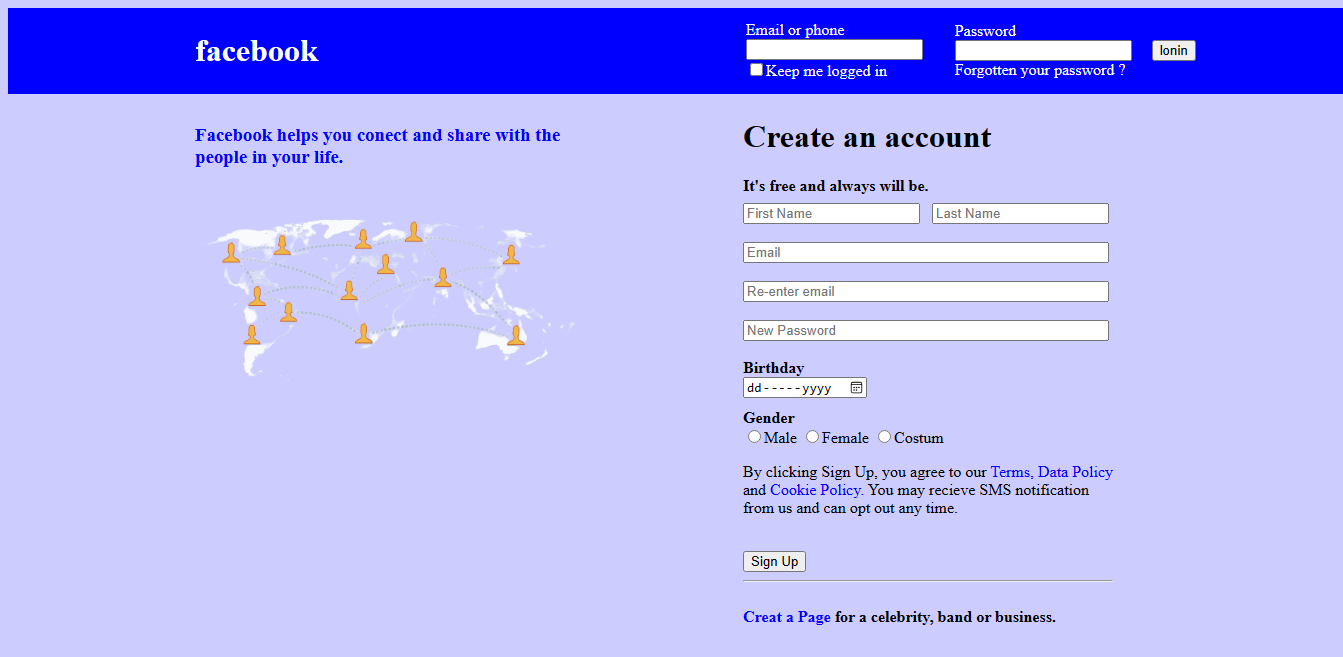 facebook
Email or phone
Password
lonin
Keep me logged in
Forgotten your password ?
Facebook helps you conect and share with the
people in your life.
Create an account
It's free and always will be.
First Name
Last Name
Email
Re-enter email
New Password
Birthday
dd-----yyyy
Gender
Male Female Costum
By clicking Sign Up, you agree to our Terms, Data Policy
and Cookie Policy. You may recieve SMS notification
from us and can opt out any time.
Sign Up
Creat a Page for a celebrity, band or business.